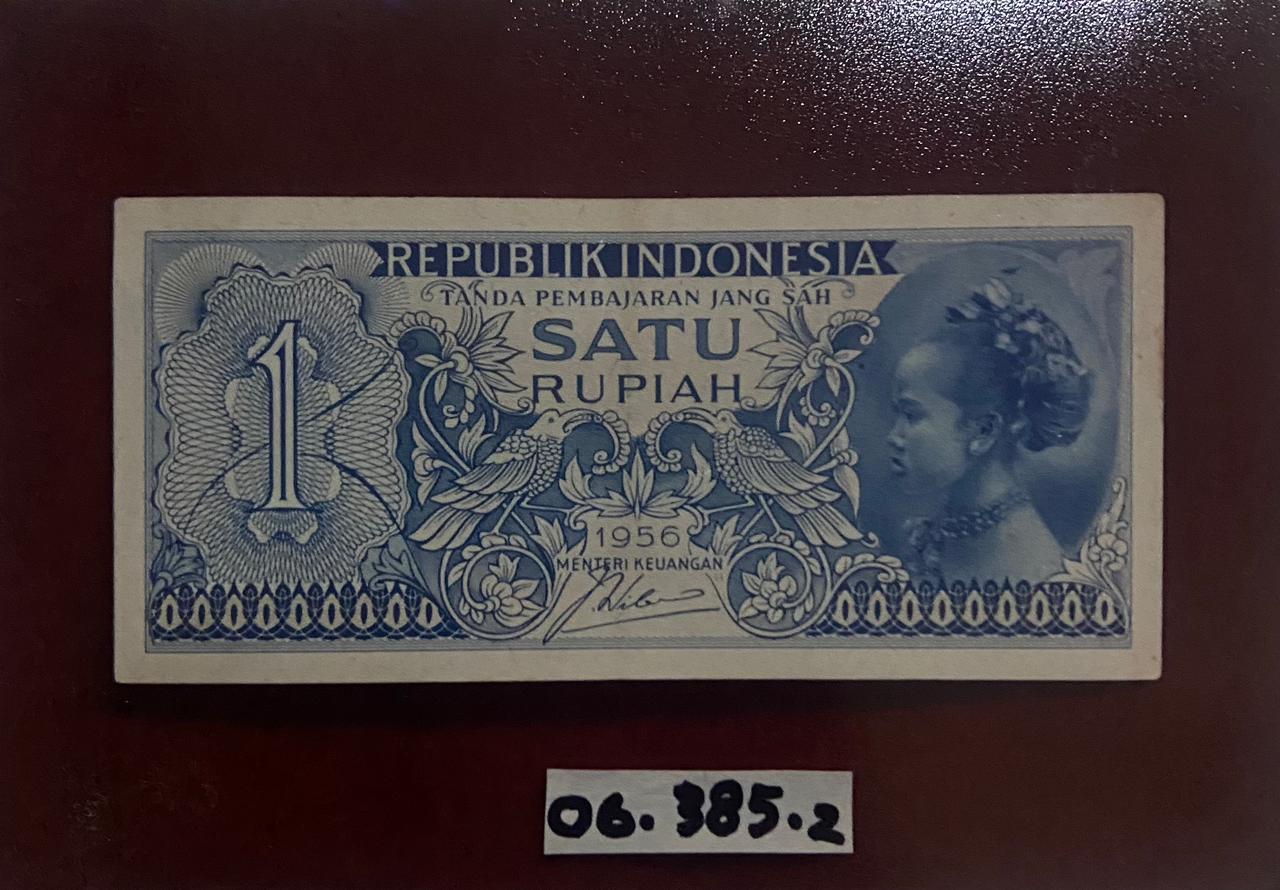 REPUBLIK INDONESIA
TANDA PEMBAJARAN JANG SAH
SATU
RUPIAH
1
1956
MENTERI KEUANGAN
06.385.2